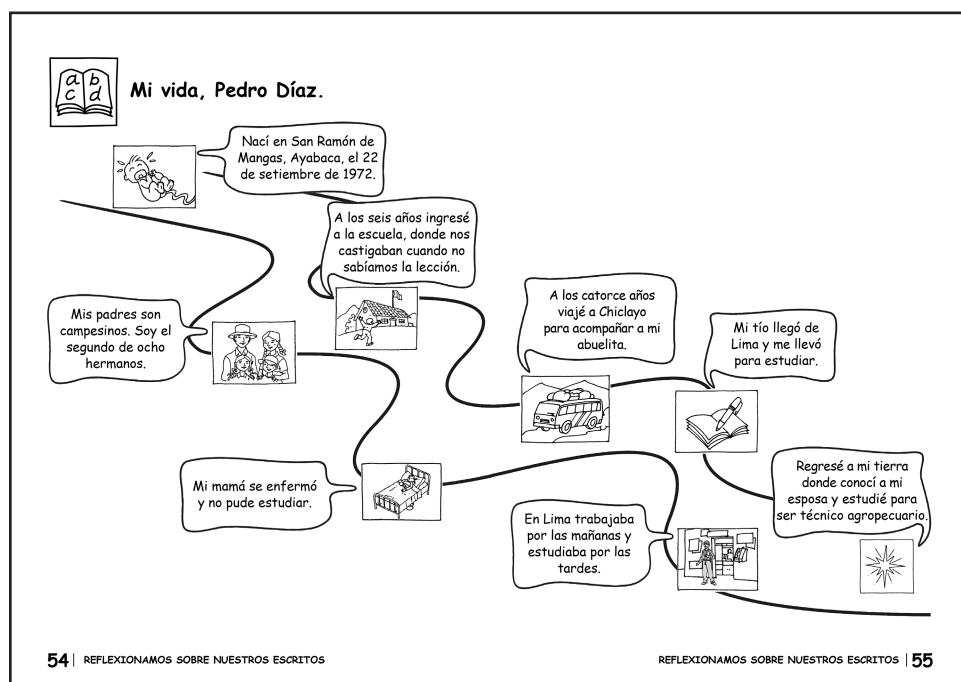 a b
c d
Mi vida, Pedro Díaz.
Nací en San Ramón de
Mangas, Ayabaca, el 22
de setiembre de 1972.
Mis padres son
campesinos. Soy el
segundo de ocho
hermanos.
A los seis años ingresé
a la escuela, donde nos
castigaban cuando no
sabíamos la lección.
Mi mamá se enfermó
y no pude estudiar.
A los catorce años
viajé a Chiclayo
para acompañar a mi
abuelita.
Mi tío llegó de
Lima y me llevó
para estudiar.
En Lima trabajaba
por las mañanas y
estudiaba por las
tardes.
Regresé a mi tierra
donde conocí a mi
esposa y estudié para
ser técnico agropecuario.
54 | REFLEXIONAMOS SOBRE NUESTROS ESCRITOS
REFLEXIONAMOS SOBRE NUESTROS ESCRITOS | 55